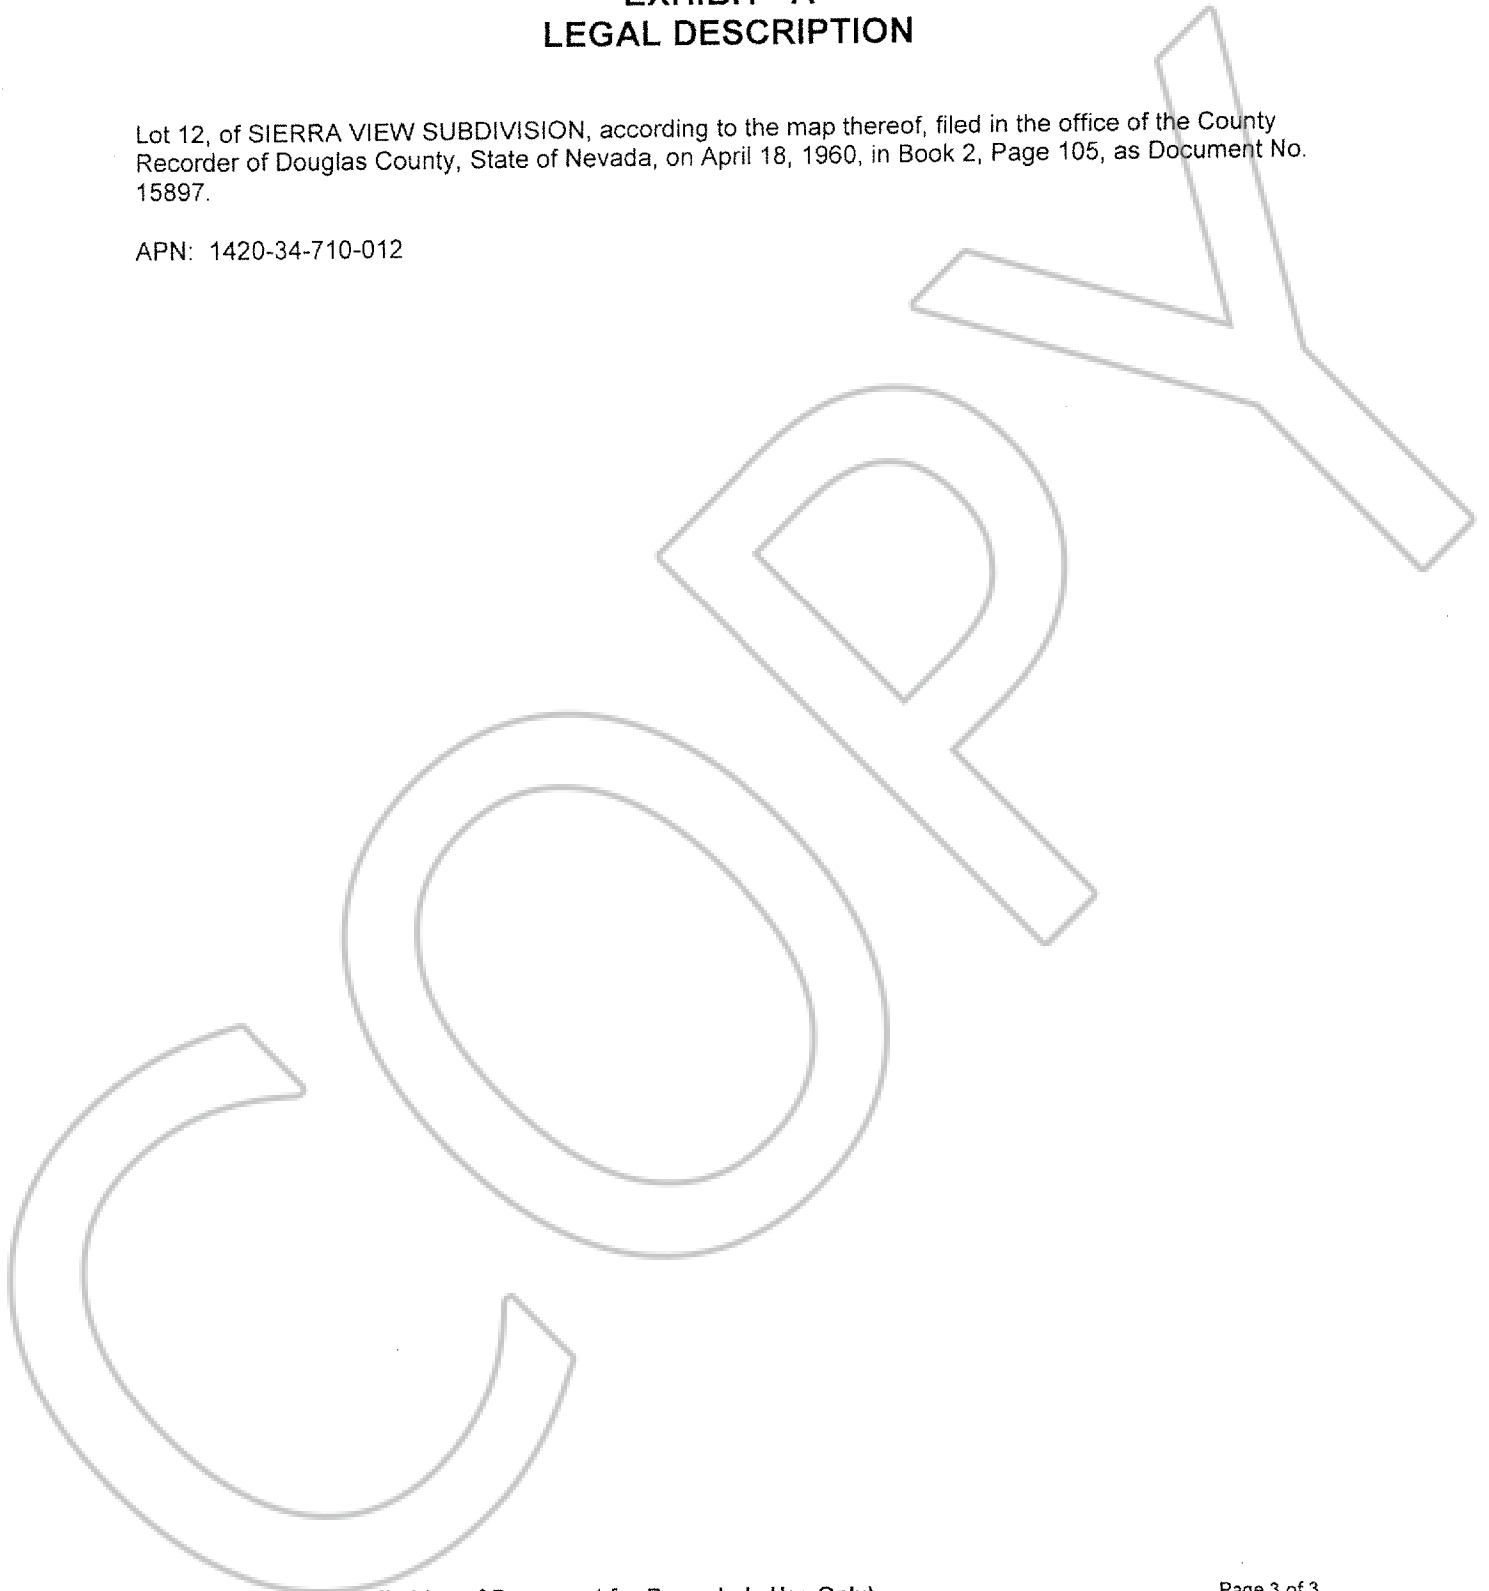 EXHIBIT "A"
LEGAL DESCRIPTION
Lot 12, of SIERRA VIEW SUBDIVISION, according to the map thereof, filed in the office of the County
Recorder of Douglas County, State of Nevada, on April 18, 1960, in Book 2, Page 105, as Document No.
15897.
APN: 1420-34-710-012
COPY
Page 3 of 3